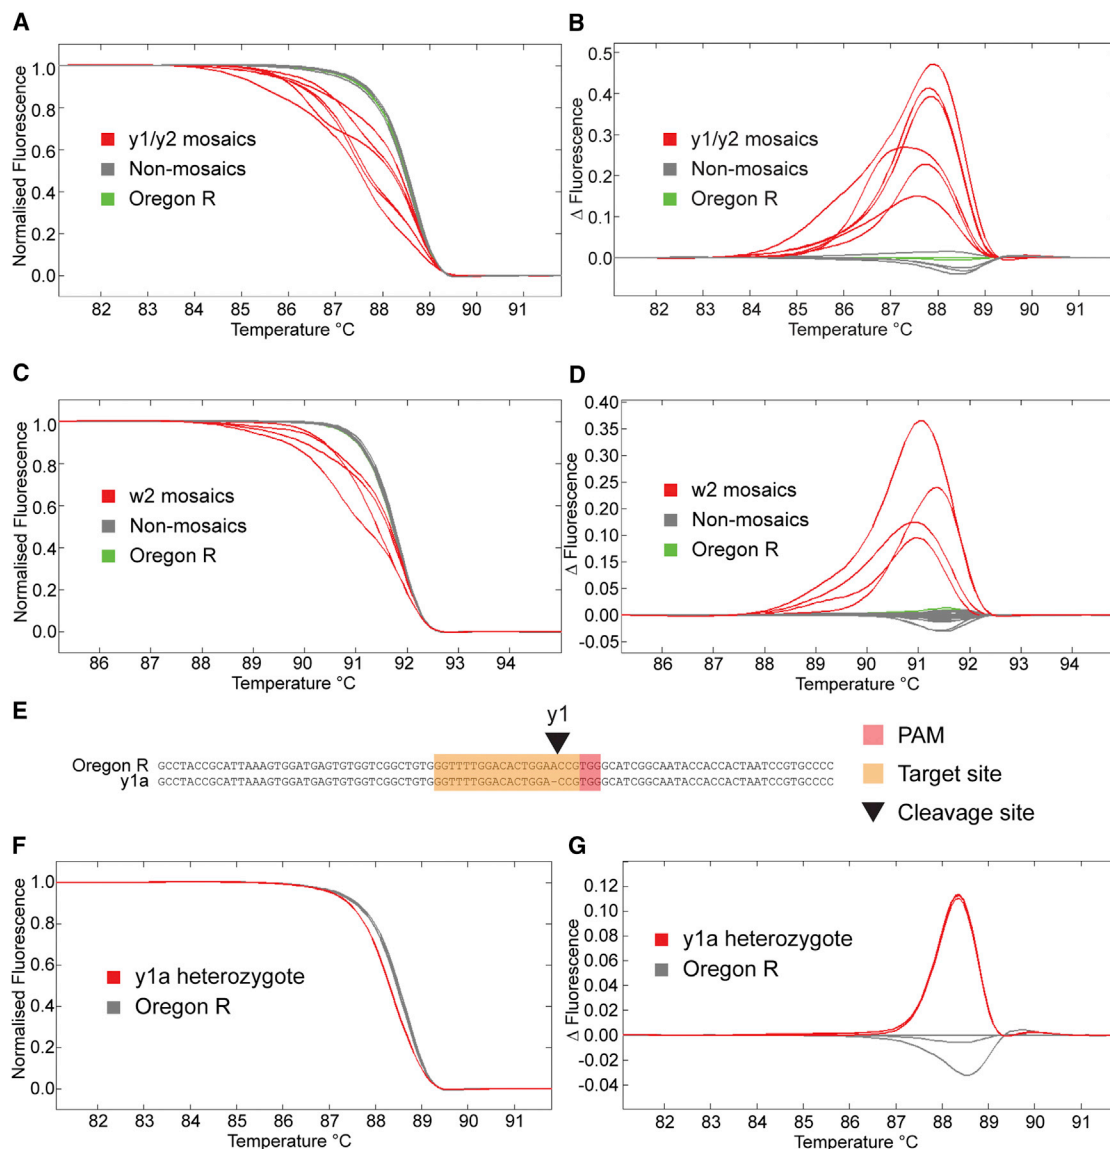 A
1.0
0.8
0.6
0.4
0.2
0.0
Normalised Fluorescence
y1/y2 mosaics
Non-mosaics
Oregon R
82 83 84 85 86 87 88 89 90 91
Temperature °C
B
0.5
0.4
0.3
0.2
0.1
0.0
Δ Fluorescence
y1/y2 mosaics
Non-mosaics
Oregon R
82 83 84 85 86 87 88 89 90 91
Temperature °C
C
1.0
0.8
0.6
0.4
0.2
0.0
Normalised Fluorescence
w2 mosaics
Non-mosaics
Oregon R
86 87 88 89 90 91 92 93 94
Temperature °C
D
0.40
0.35
0.30
0.35
0.10
0.35
0.00
-0.05
Δ Fluorescence
w2 mosaics
Non-mosaics
Oregon R
86 87 88 89 90 91 92 93 94
Temperature °C
E
y1
Oregon R GCCTACCGCATTAAAGTGGATGAGTGTGGTCGGCTGTGGGTTTTGGACACTGGAACCGTGGGCATCGGCAATACCACCACTAATCCGTGCCCC
y1a GCCTACCGCATTAAAGTGGATGAGTGTGGTCGGCTGTGGGTTTTGGACACTGGA-CCGTGGGCATCGGCAATACCACCACTAATCCGTGCCCC
PAM
Target site
Cleavage site
F
1.0
0.8
0.6
0.4
0.2
0.0
Normalised Fluorescence
y1a heterozygote
Oregon R
82 83 84 85 86 87 88 89 90 91
Temperature °C
G
0.12
0.10
0.08
0.06
0.04
0.02
0.00
-0.02
-0.04
Δ Fluorescence
y1a heterozygote
Oregon R
82 83 84 85 86 87 88 89 90 91
Temperature °C